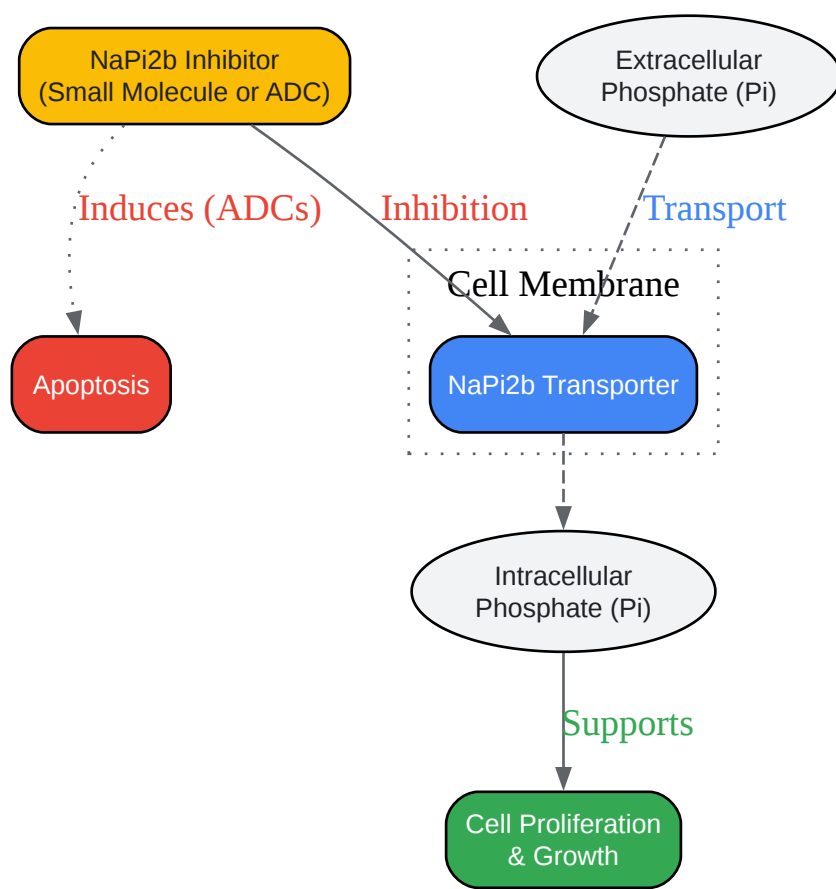 NaPi2b Inhibitor
(Small Molecule or ADC)
Extracellular
Phosphate (Pi)
Induces (ADCs)
Inhibition
Transport
Cell Membrane
Apoptosis
NaPi2b Transporter
Intracellular
Phosphate (Pi)
Supports
Cell Proliferation
& Growth